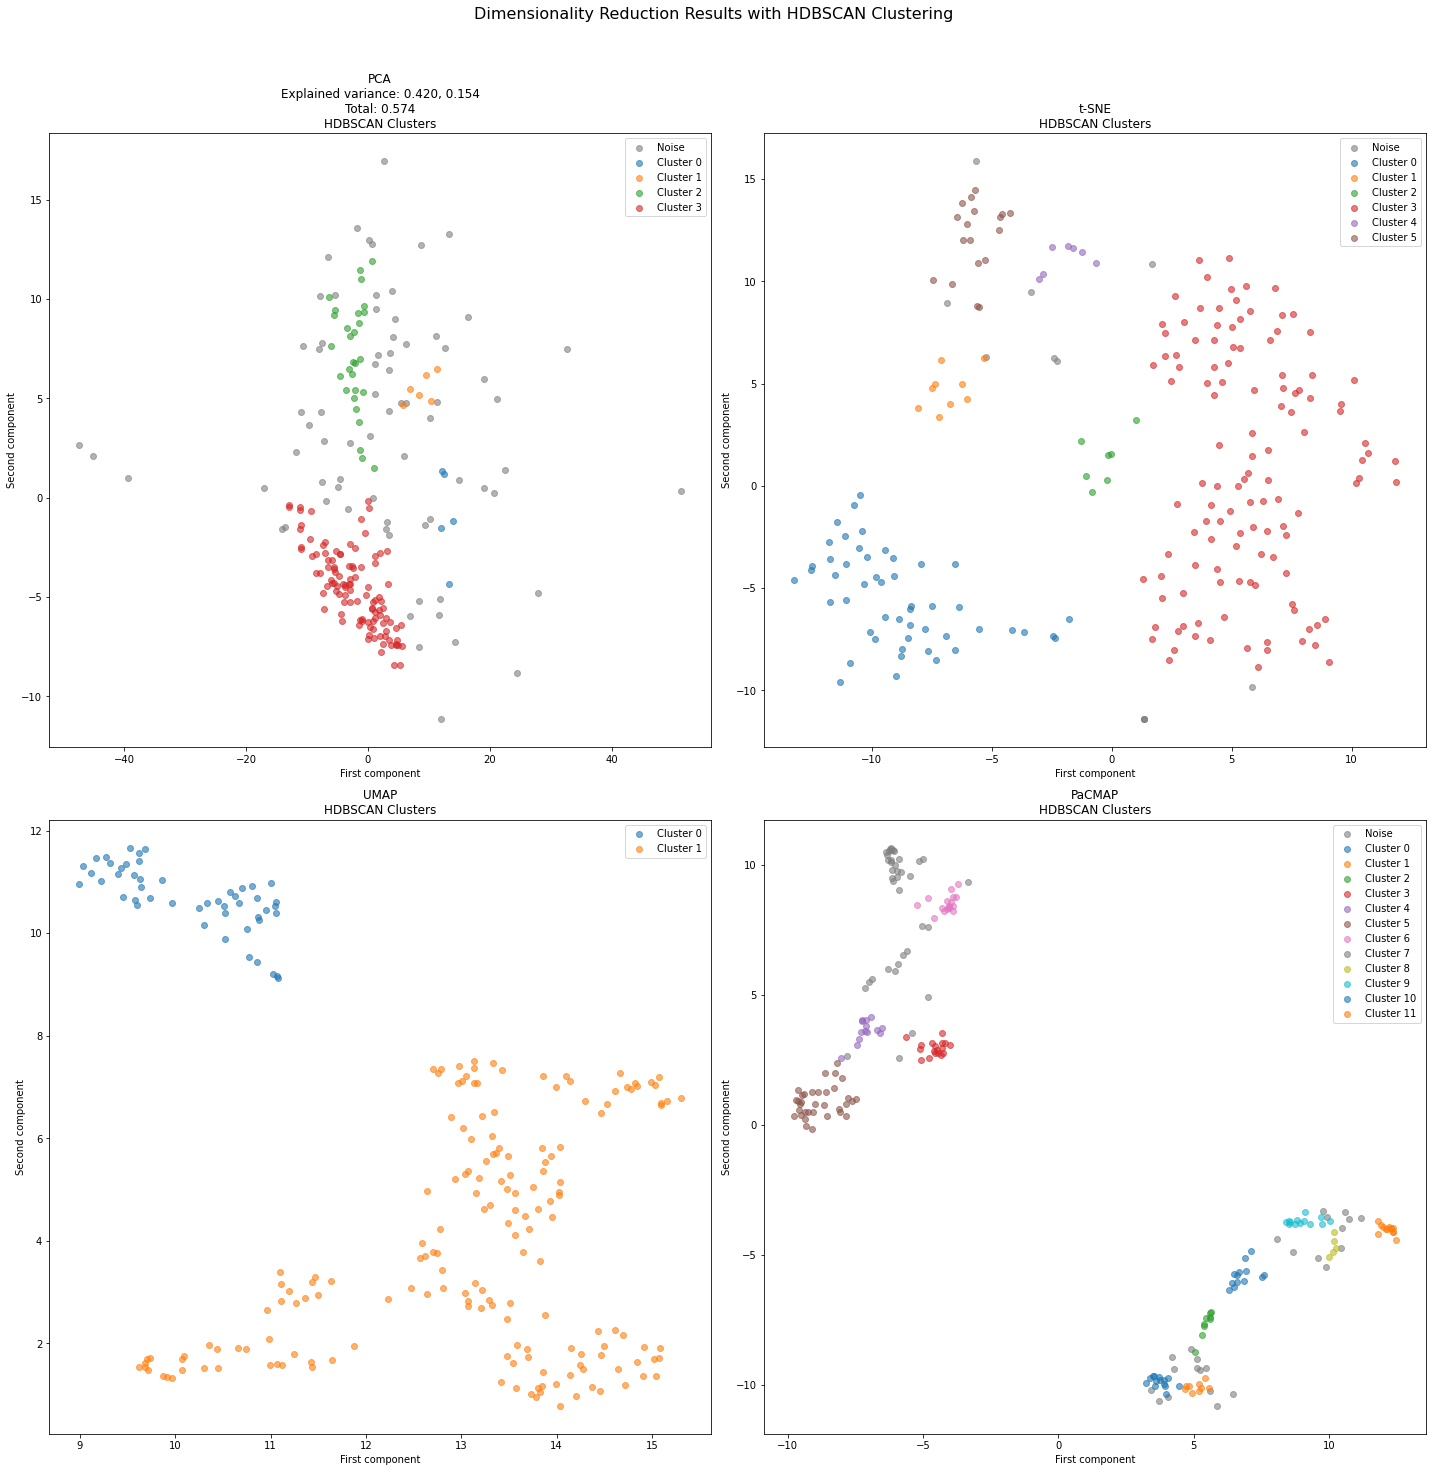 Dimensionality Reduction Results with HDBSCAN Clustering
PCA
Explained variance: 0.420, 0.154
Total: 0.574
HDBSCAN Clusters
Noise
Cluster 0
Cluster 1
Cluster 2
Cluster 3
15
10
5
0
−5
−10
Second component
−40
−20
0
20
40
First component
t-SNE
HDBSCAN Clusters
Noise
Cluster 0
Cluster 1
Cluster 2
Cluster 3
Cluster 4
Cluster 5
15
10
5
0
−5
−10
Second component
−10
−5
0
5
10
First component
UMAP
HDBSCAN Clusters
Cluster 0
Cluster 1
12
10
8
6
4
2
Second component
9
10
11
12
13
14
15
First component
PaCMAP
HDBSCAN Clusters
Noise
Cluster 0
Cluster 1
Cluster 2
Cluster 3
Cluster 4
Cluster 5
Cluster 6
Cluster 7
Cluster 8
Cluster 9
Cluster 10
Cluster 11
10
5
0
−5
−10
Second component
−10
−5
0
5
10
First component